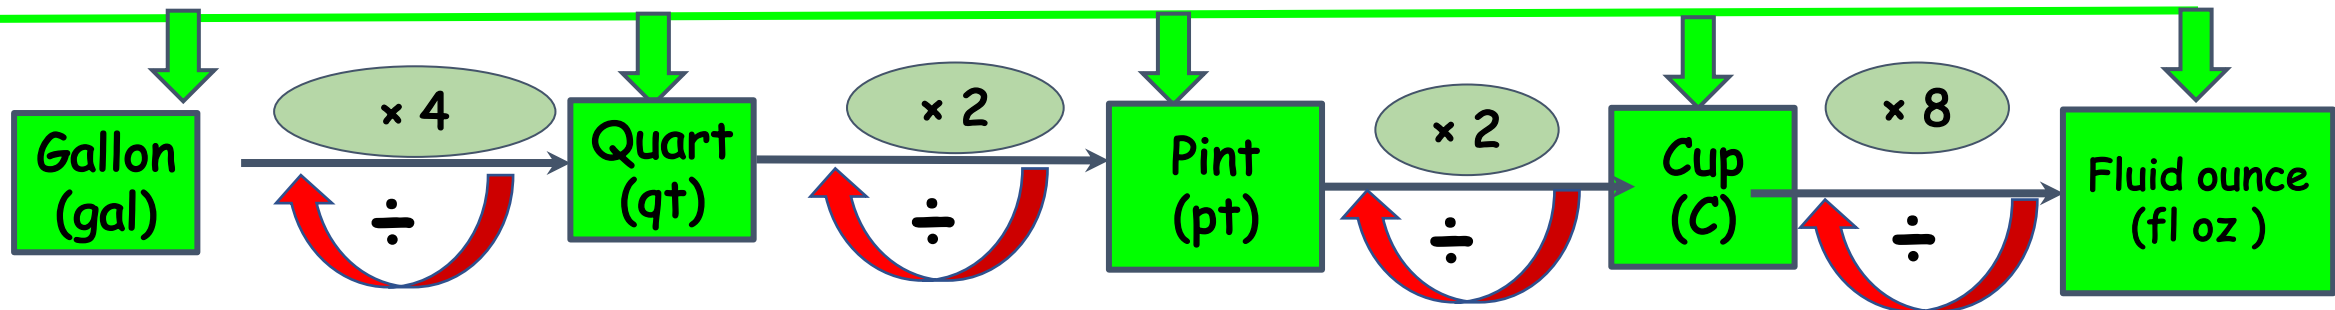 Gallon
(gal)
× 4
÷
Quart
(qt)
× 2
÷
Pint
(pt)
× 2
÷
Cup
(C)
× 8
÷
Fluid ounce
(fl oz )